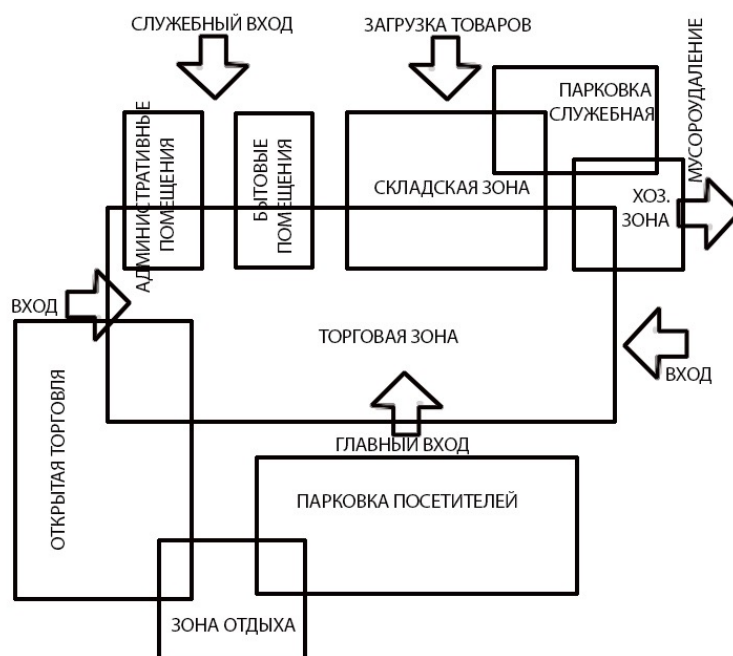 СЛУЖЕБНЫЙ ВХОД
ЗАГРУЗКА ТОВАРОВ
ПАРКОВКА
СЛУЖЕБНАЯ
МУСОРОУДАЛЕНИЕ
АДМИНИСТРАТИВНЫЕ
ПОМЕЩЕНИЯ
БЫТОВЫЕ
ПОМЕЩЕНИЯ
СКЛАДСКАЯ ЗОНА
ХОЗ.
ЗОНА
ВХОД
ТОРГОВАЯ ЗОНА
ВХОД
ОТКРЫТАЯ ТОРГОВЛЯ
ГЛАВНЫЙ ВХОД
ПАРКОВКА ПОСЕТИТЕЛЕЙ
ЗОНА ОТДЫХА